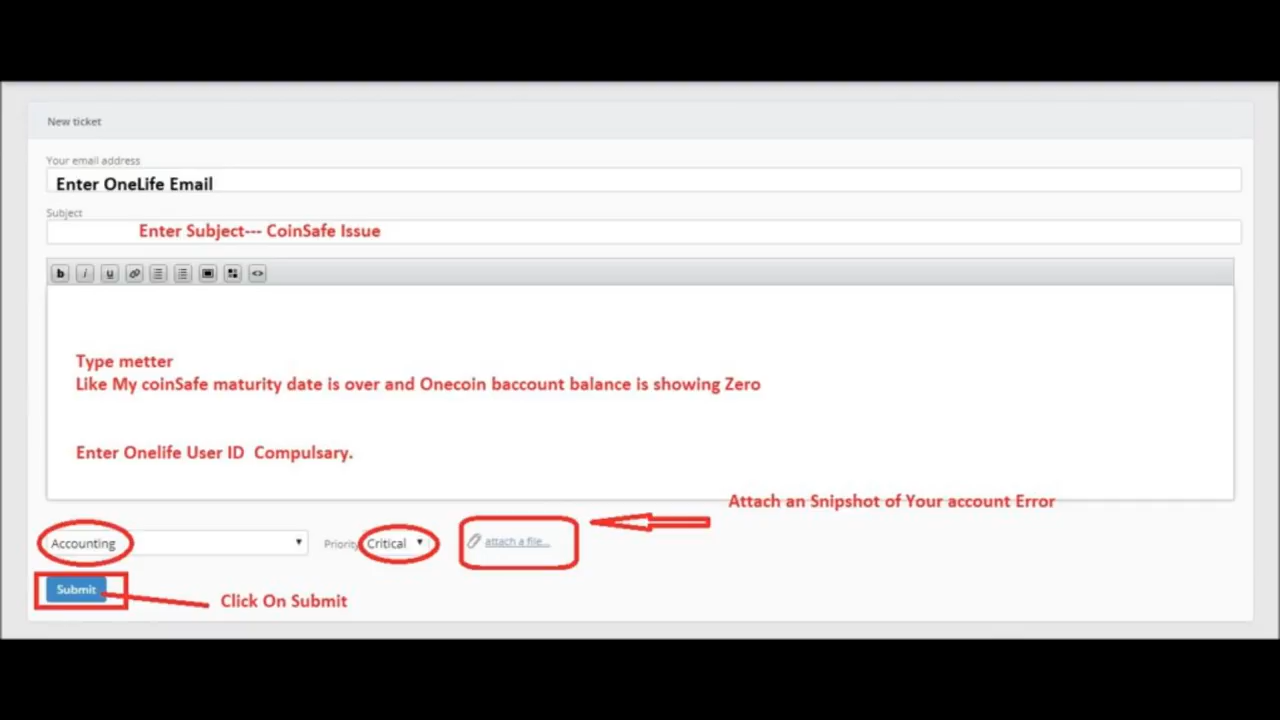 New ticket
Your email address
Enter OneLife Email
Subject
Enter Subject--- CoinSafe Issue
b i u
Type metter
Like My coinSafe maturity date is over and Onecoin baccount balance is showing Zero
Enter Onelife User ID Compulsary.
Attach an Snipshot of Your account Error
Accounting Priority Critical attach a file...
Submit
Click On Submit